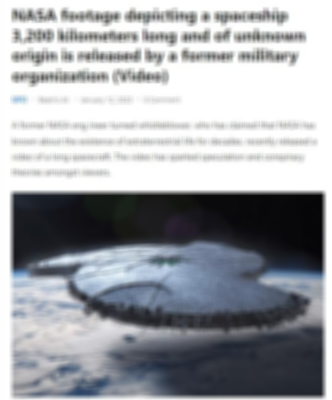 NASA footage depicting a spaceship
3,200 kilometers long and of unknown
origin is released by a former military
organization (Video)
A former NASA engineer turned whistleblower, who has claimed that NASA has
known about the existence of extraterrestrial life for decades, recently released a
video of a long spacecraft. The video has sparked speculation and conspiracy
theories amongst viewers.